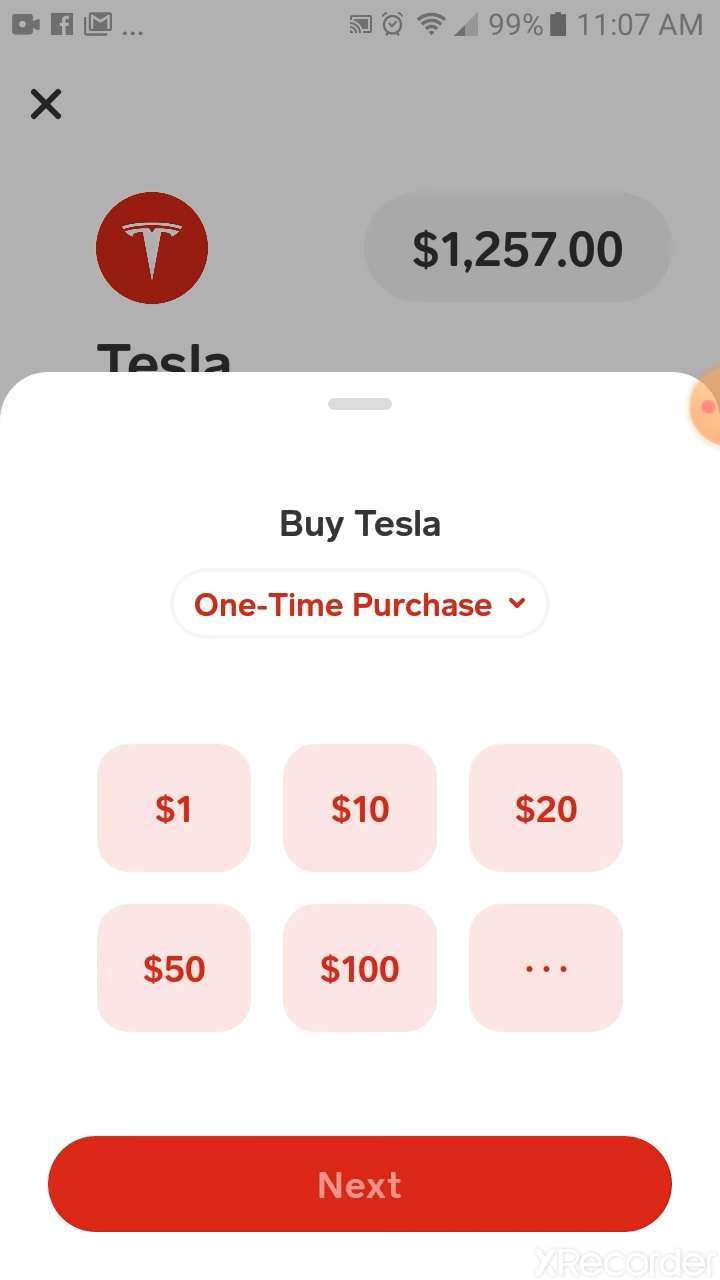 ... 99% 11:07 AM
$1,257.00
Tesla
Buy Tesla
One-Time Purchase
$1 $10 $20
$50 $100 ...
Next
XRecorder